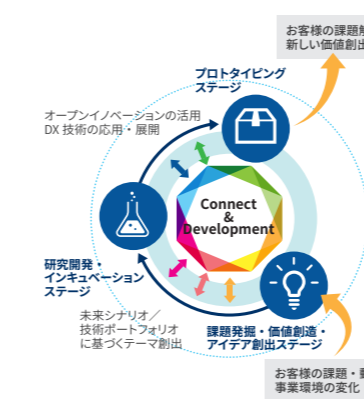 お客様の課題
新しい価値創出
プロトタイピング
ステージ
オープンイノベーションの活用
DX 技術の応用・展開
Connect
&
Development
研究開発・
インキュベーション
ステージ
未来シナリオ／
技術ポートフォリオ
に基づくテーマ創出
課題発掘・価値創造・
アイデア創出ステージ
お客様の課題・
事業環境の変化